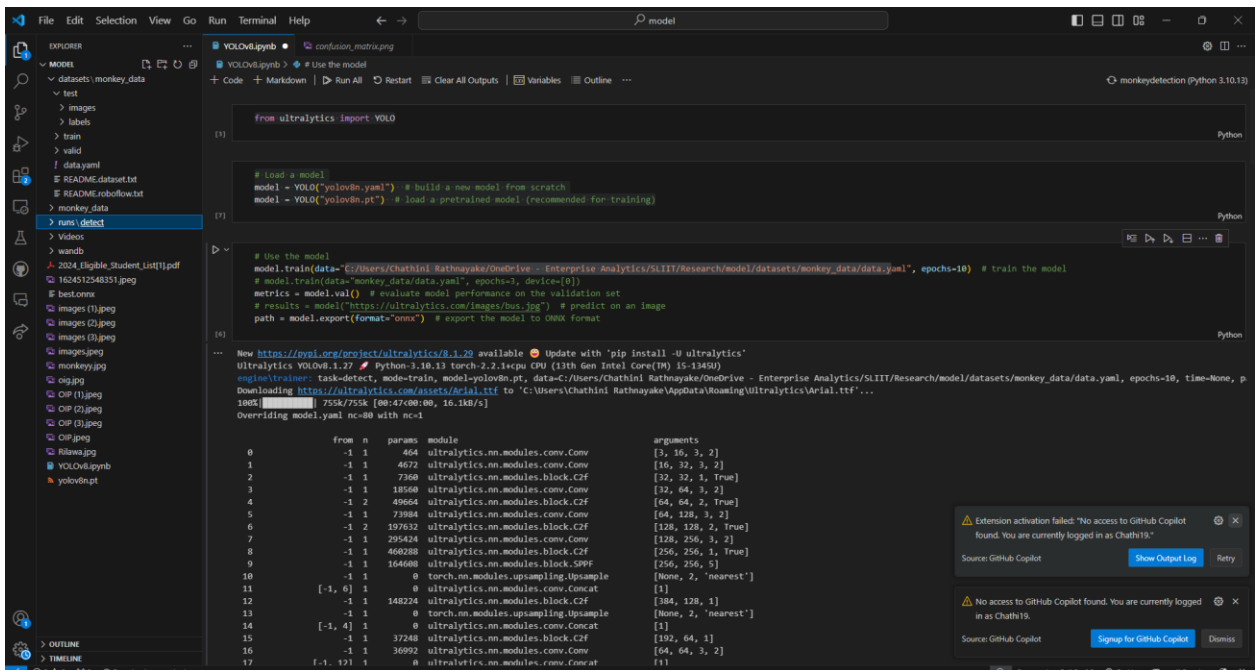 File Edit Selection View Go Run Terminal Help
model
EXPLORER
MODEL
datasets\monkey_data
test
images
labels
train
valid
data.yaml
README.dataset.txt
README.roboflow.txt
monkey_data
runs\detect
Videos
wandb
2024_Eligible_Student_List[1].pdf
1624512548351.jpeg
best.onnx
images (1).jpeg
images (2).jpeg
images (3).jpeg
images.jpeg
monkeyy.jpg
oig.jpg
OIP (1).jpeg
OIP (2).jpeg
OIP (3).jpeg
OIP.jpeg
Rilawa.jpg
YOLOv8.ipynb
yolov8n.pt
OUTLINE
TIMELINE
YOLOv8.ipynb confusion_matrix.png
YOLOv8.ipynb > # Use the model
+ Code + Markdown Run All Restart Clear All Outputs Variables Outline ...
monkeydetection (Python 3.10.13)
from ultralytics import YOLO
[3]
Python
# Load a model
model = YOLO("yolov8n.yaml") # build a new model from scratch
model = YOLO("yolov8n.pt") # load a pretrained model (recommended for training)
[7]
Python
# Use the model
model.train(data="C:/Users/Chathini Rathnayake/OneDrive - Enterprise Analytics/SLIIT/Research/model/datasets/monkey_data/data.yaml", epochs=10) # train the model
# model.train(data="monkey_data/data.yaml", epochs=3, device=[0])
metrics = model.val() # evaluate model performance on the validation set
# results = model("https://ultralytics.com/images/bus.jpg") # predict on an image
path = model.export(format="onnx") # export the model to ONNX format
[6]
Python
New https://pypi.org/project/ultralytics/8.1.29 available 😃 Update with 'pip install -U ultralytics'
Ultralytics YOLOv8.1.27 🚀 Python-3.10.13 torch-2.2.1+cpu CPU (13th Gen Intel Core(TM) i5-1345U)
engine\trainer: task=detect, mode=train, model=yolov8n.pt, data=C:/Users/Chathini Rathnayake/OneDrive - Enterprise Analytics/SLIIT/Research/model/datasets/monkey_data/data.yaml, epochs=10, time=None, p
Downloading https://ultralytics.com/assets/Arial.ttf to 'C:\Users\Chathini Rathnayake\AppData\Roaming\Ultralytics\Arial.ttf'...
100%|██████████| 755k/755k [00:47<00:00, 16.1kB/s]
Overriding model.yaml nc=80 with nc=1
from n params module arguments
0 -1 1 464 ultralytics.nn.modules.conv.Conv [3, 16, 3, 2]
1 -1 1 4672 ultralytics.nn.modules.conv.Conv [16, 32, 3, 2]
2 -1 1 7360 ultralytics.nn.modules.block.C2f [32, 32, 1, True]
3 -1 1 18560 ultralytics.nn.modules.conv.Conv [32, 64, 3, 2]
4 -1 2 49664 ultralytics.nn.modules.block.C2f [64, 64, 2, True]
5 -1 1 73984 ultralytics.nn.modules.conv.Conv [64, 128, 3, 2]
6 -1 2 197632 ultralytics.nn.modules.block.C2f [128, 128, 2, True]
7 -1 1 295424 ultralytics.nn.modules.conv.Conv [128, 256, 3, 2]
8 -1 1 460288 ultralytics.nn.modules.block.C2f [256, 256, 1, True]
9 -1 1 164608 ultralytics.nn.modules.block.SPPF [256, 256, 5]
10 -1 1 0 torch.nn.modules.upsampling.Upsample [None, 2, 'nearest']
11 [-1, 6] 1 0 ultralytics.nn.modules.conv.Concat [1]
12 -1 1 148224 ultralytics.nn.modules.block.C2f [384, 128, 1]
13 -1 1 0 torch.nn.modules.upsampling.Upsample [None, 2, 'nearest']
14 [-1, 4] 1 0 ultralytics.nn.modules.conv.Concat [1]
15 -1 1 37248 ultralytics.nn.modules.block.C2f [192, 64, 1]
16 -1 1 36992 ultralytics.nn.modules.conv.Conv [64, 64, 3, 2]
17 [-1, 12] 1 0 ultralytics.nn.modules.conv.Concat [1]
Extension activation failed: "No access to GitHub Copilot
found. You are currently logged in as Chathi19."
Source: GitHub Copilot
Show Output Log Retry
No access to GitHub Copilot found. You are currently logged
in as Chathi19.
Source: GitHub Copilot
Signup for GitHub Copilot Dismiss